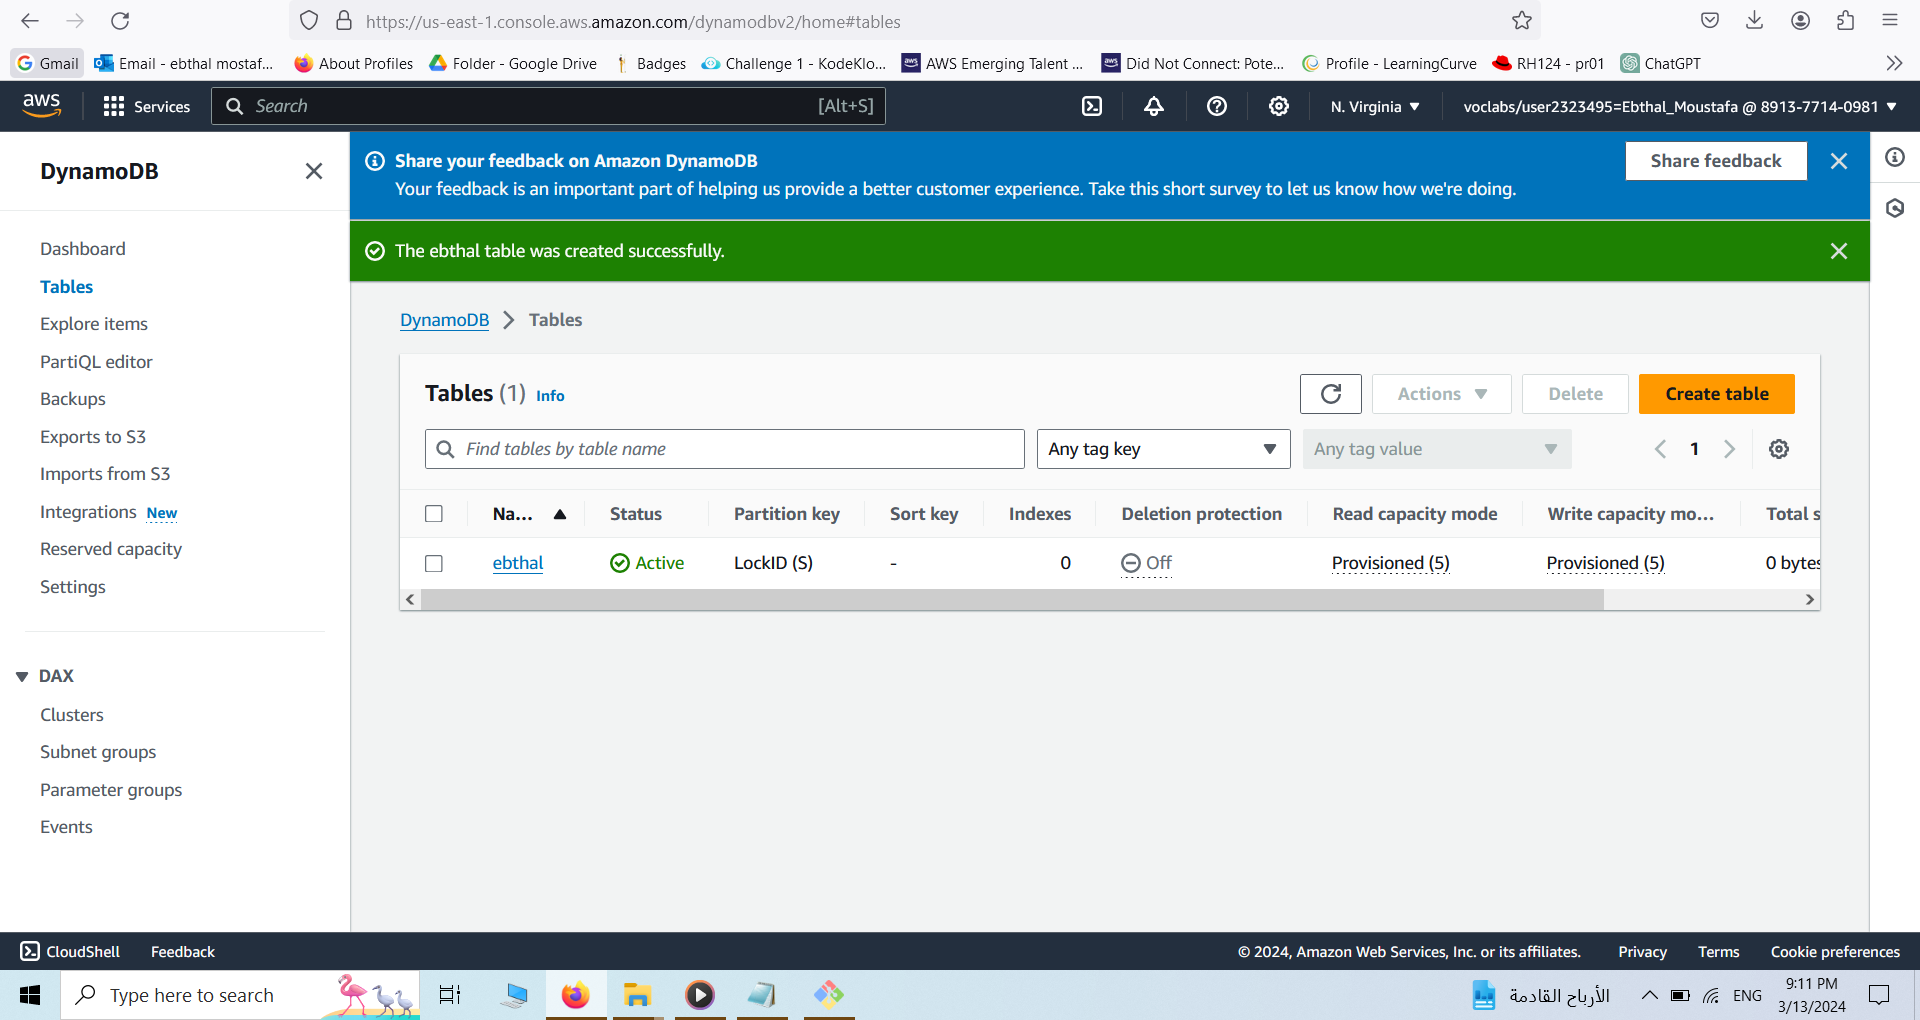 https://us-east-1.console.aws.amazon.com/dynamodbv2/home#tables
Gmail
Email - ebthal mostaf...
About Profiles
Folder - Google Drive
Badges
Challenge 1 - KodeKlo...
AWS Emerging Talent ...
Did Not Connect: Pote...
Profile - LearningCurve
RH124 - pr01
ChatGPT
aws
Services
Search
[Alt+S]
N. Virginia
voclabs/user2323495=Ebthal_Moustafa @ 8913-7714-0981
DynamoDB
Dashboard
Tables
Explore items
PartiQL editor
Backups
Exports to S3
Imports from S3
Integrations New
Reserved capacity
Settings
DAX
Clusters
Subnet groups
Parameter groups
Events
Share your feedback on Amazon DynamoDB
Your feedback is an important part of helping us provide a better customer experience. Take this short survey to let us know how we're doing.
Share feedback
The ebthal table was created successfully.
DynamoDB
Tables
Tables (1) Info
Actions
Delete
Create table
Find tables by table name
Any tag key
Any tag value
1
Na... Status Partition key Sort key Indexes Deletion protection Read capacity mode Write capacity mo... Total s
ebthal Active LockID (S) - 0 Off Provisioned (5) Provisioned (5) 0 bytes
CloudShell
Feedback
© 2024, Amazon Web Services, Inc. or its affiliates.
Privacy
Terms
Cookie preferences
Type here to search
الأرباح القادمة
ENG
9:11 PM
3/13/2024